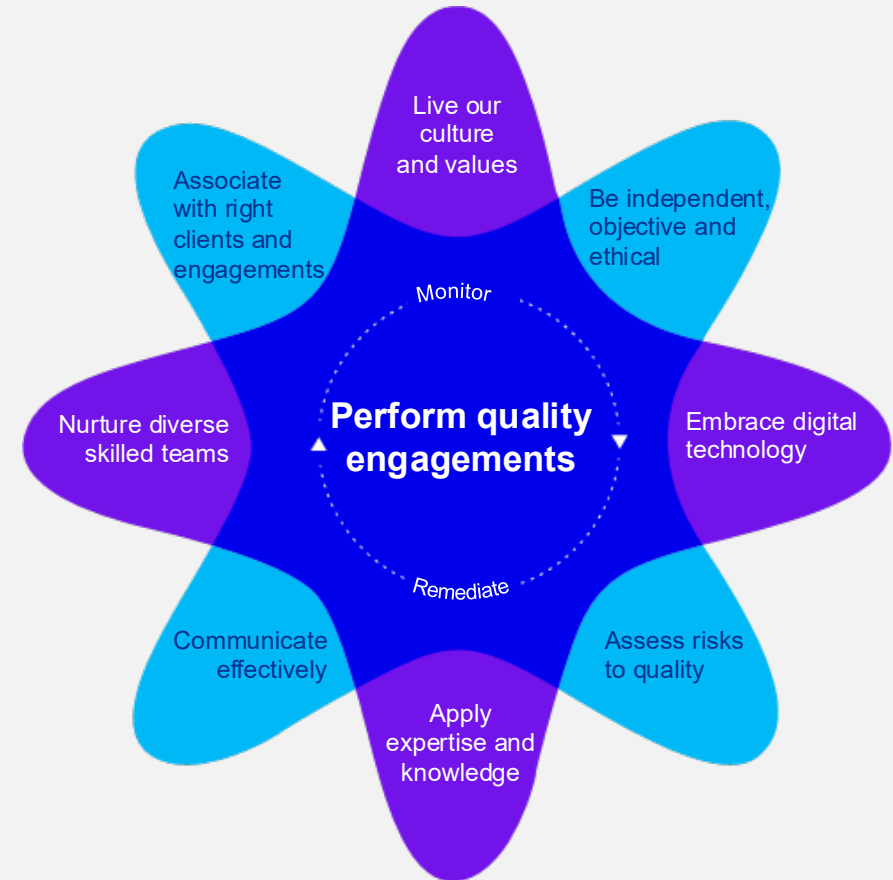 Live our
culture
and values
Be independent,
objective and
ethical
Embrace digital
technology
Assess risks
to quality
Apply
expertise and
knowledge
Communicate
effectively
Nurture diverse
skilled teams
Associate
with right
clients and
engagements
Monitor
Perform quality
engagements
Remediate